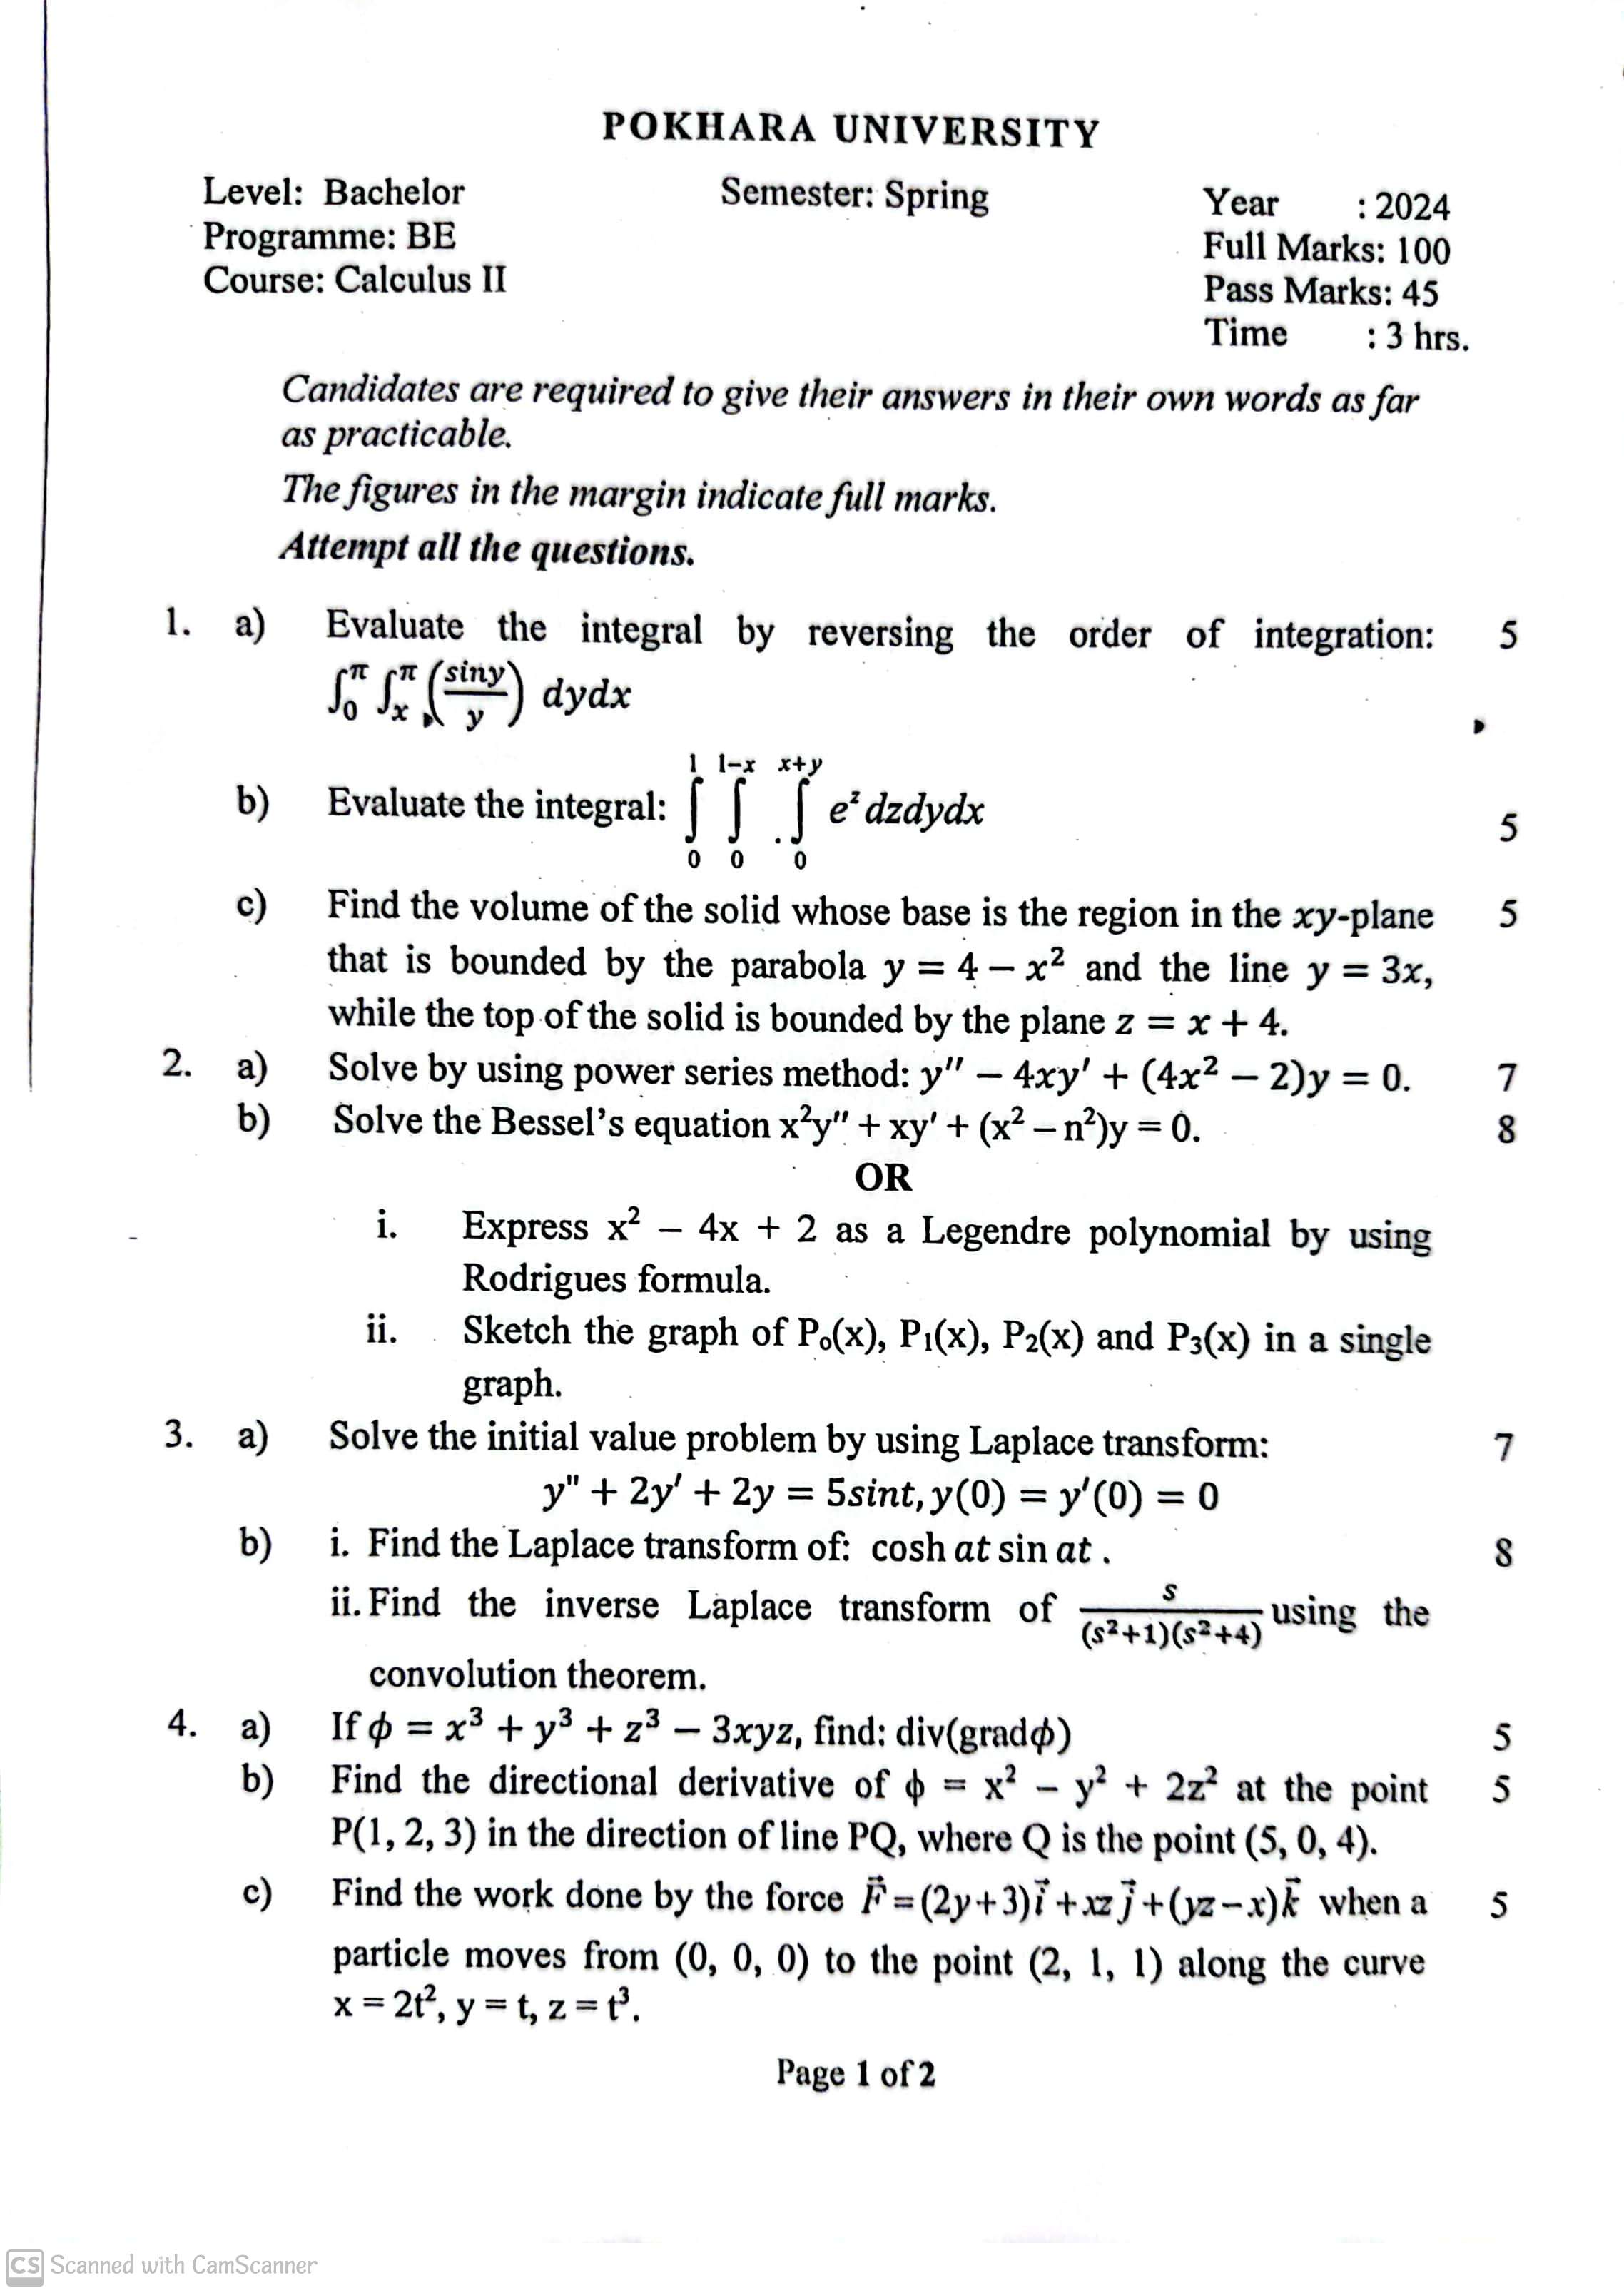 POKHARA UNIVERSITY
Level: Bachelor
Semester: Spring
Year : 2024
Programme: BE
Full Marks: 100
Course: Calculus II
Pass Marks: 45
Time : 3 hrs.
Candidates are required to give their answers in their own words as far
as practicable.
The figures in the margin indicate full marks.
Attempt all the questions.
1. a) Evaluate the integral by reversing the order of integration: 5
∫₀^π ∫ₓ^π (siny/y) dydx
b) Evaluate the integral: ∫₀^1 ∫₀^(1−x) ∫₀^(x+y) e^z dzdydx 5
c) Find the volume of the solid whose base is the region in the xy-plane 5
that is bounded by the parabola y = 4 − x² and the line y = 3x,
while the top of the solid is bounded by the plane z = x + 4.
2. a) Solve by using power series method: y′′ − 4xy′ + (4x² − 2)y = 0. 7
b) Solve the Bessel's equation x²y″ + xy′ + (x² – n²)y = 0. 8
OR
i. Express x² − 4x + 2 as a Legendre polynomial by using
Rodrigues formula.
ii. Sketch the graph of P₀(x), P₁(x), P₂(x) and P₃(x) in a single
graph.
3. a) Solve the initial value problem by using Laplace transform: 7
y" + 2y′ + 2y = 5sint, y(0) = y′(0) = 0
b) i. Find the Laplace transform of: cosh at sin at . 8
ii. Find the inverse Laplace transform of s/((s²+1)(s²+4)) using the
convolution theorem.
4. a) If ϕ = x³ + y³ + z³ − 3xyz, find: div(gradϕ) 5
b) Find the directional derivative of ϕ = x² − y² + 2z² at the point 5
P(1, 2, 3) in the direction of line PQ, where Q is the point (5, 0, 4).
c) Find the work done by the force F⃗ = (2y+3)i⃗ + xz j⃗ + (yz − x)k⃗ when a 5
particle moves from (0, 0, 0) to the point (2, 1, 1) along the curve
x = 2t², y = t, z = t³.
Page 1 of 2
CS Scanned with CamScanner